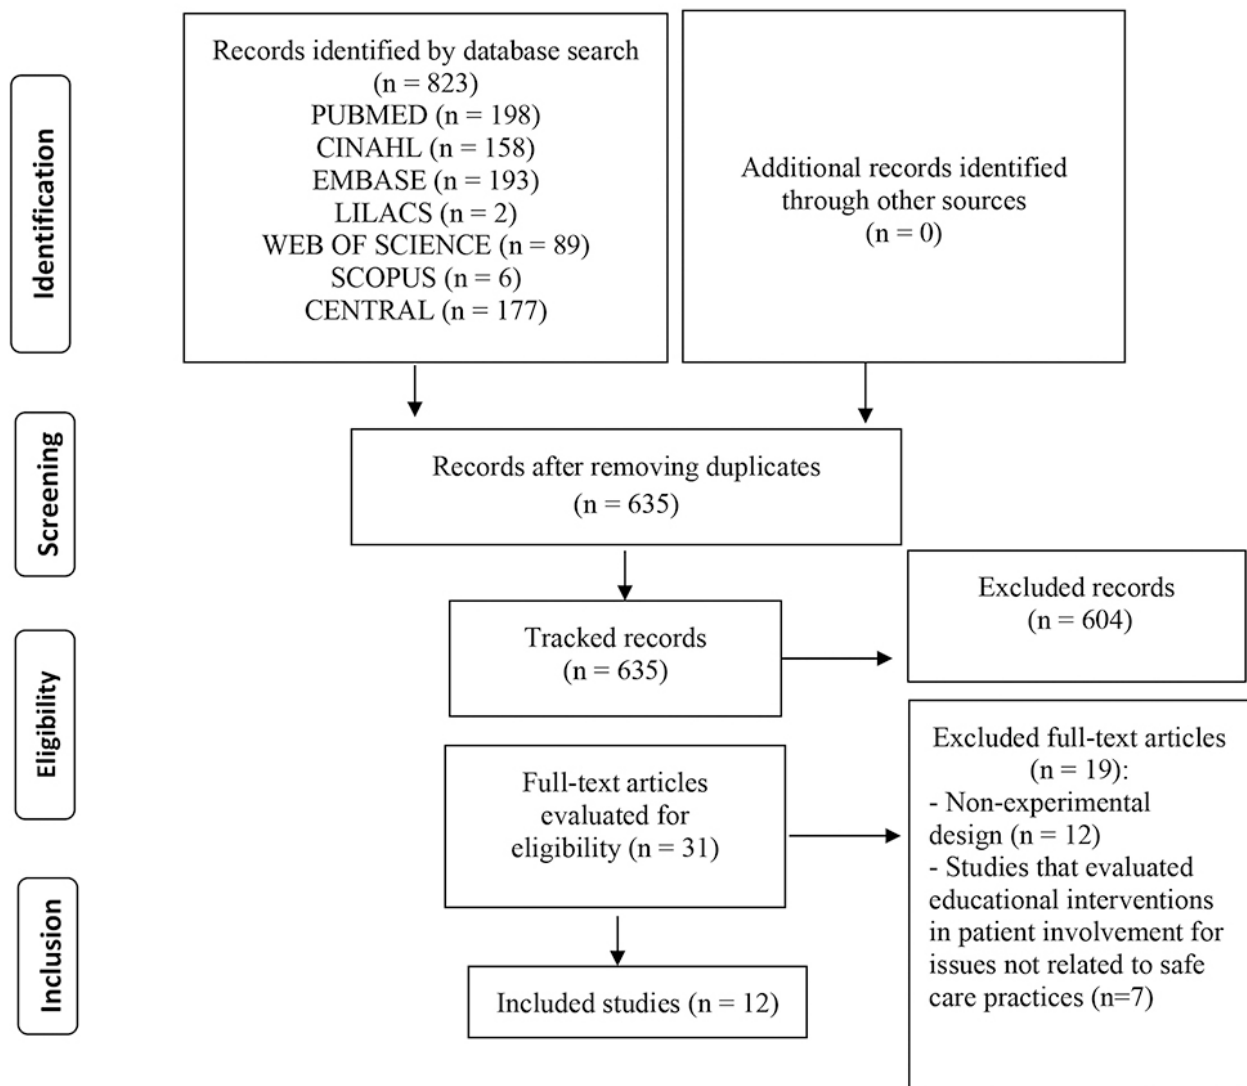 Identification
Records identified by database search
(n = 823)
PUBMED (n = 198)
CINAHL (n = 158)
EMBASE (n = 193)
LILACS (n = 2)
WEB OF SCIENCE (n = 89)
SCOPUS (n = 6)
CENTRAL (n = 177)
Additional records identified
through other sources
(n = 0)
Screening
Records after removing duplicates
(n = 635)
Eligibility
Tracked records
(n = 635)
Excluded records
(n = 604)
Full-text articles
evaluated for
eligibility (n = 31)
Excluded full-text articles
(n = 19):
- Non-experimental
design (n = 12)
- Studies that evaluated
educational interventions
in patient involvement for
issues not related to safe
care practices (n=7)
Inclusion
Included studies (n = 12)